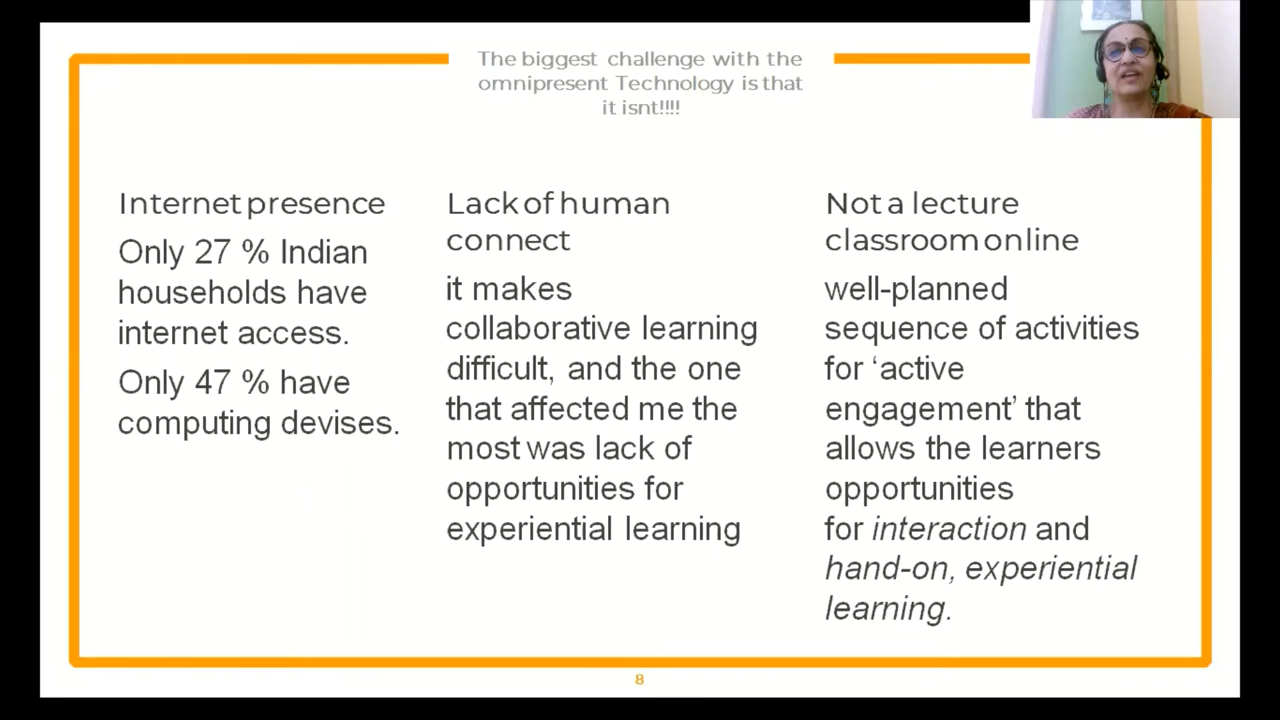 The biggest challenge with the
omnipresent Technology is that
it isnt!!!!
Internet presence
Only 27 % Indian
households have
internet access.
Only 47 % have
computing devises.
Lack of human
connect
it makes
collaborative learning
difficult, and the one
that affected me the
most was lack of
opportunities for
experiential learning
Not a lecture
classroom online
well-planned
sequence of activities
for ‘active
engagement’ that
allows the learners
opportunities
for interaction and
hand-on, experiential
learning.
8